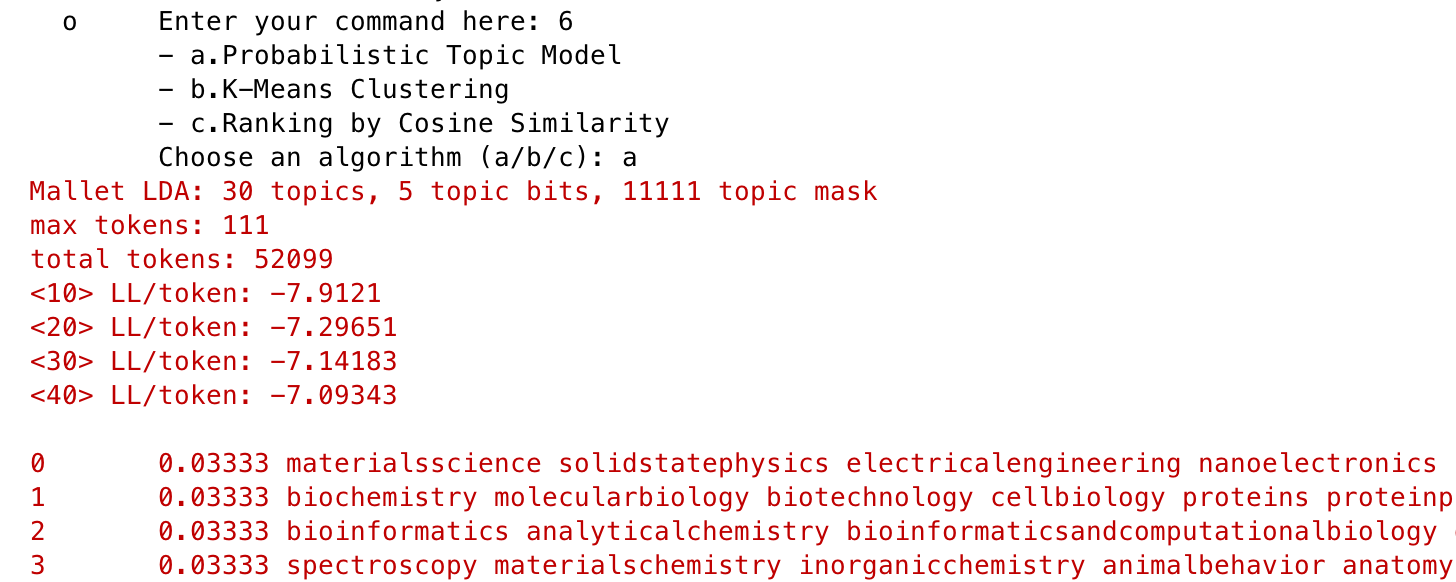 o Enter your command here: 6
– a.Probabilistic Topic Model
– b.K–Means Clustering
– c.Ranking by Cosine Similarity
Choose an algorithm (a/b/c): a
Mallet LDA: 30 topics, 5 topic bits, 11111 topic mask
max tokens: 111
total tokens: 52099
<10> LL/token: –7.9121
<20> LL/token: –7.29651
<30> LL/token: –7.14183
<40> LL/token: –7.09343
0 0.03333 materialsscience solidstatephysics electricalengineering nanoelectronics
1 0.03333 biochemistry molecularbiology biotechnology cellbiology proteins proteinp
2 0.03333 bioinformatics analyticalchemistry bioinformaticsandcomputationalbiology
3 0.03333 spectroscopy materialschemistry inorganicchemistry animalbehavior anatomy